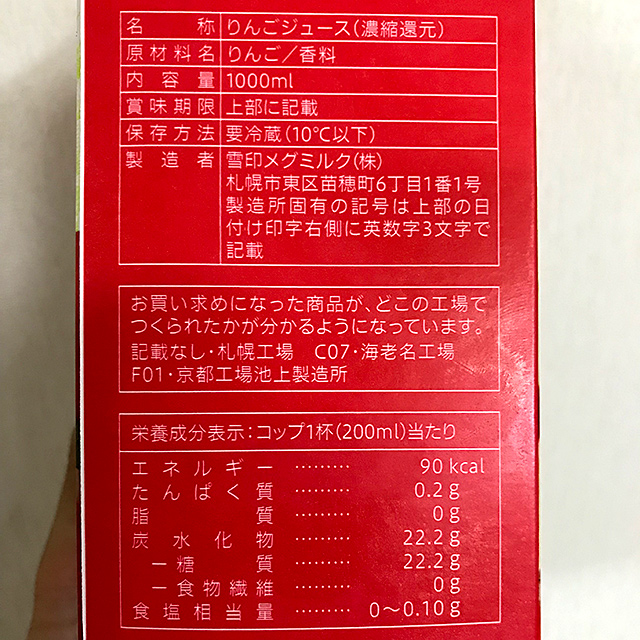 名称 りんごジュース(濃縮還元)
原材料名 りんご/香料
内容量 1000ml
賞味期限 上部に記載
保存方法 要冷蔵(10℃以下)
製造者 雪印メグミルク(株)
札幌市東区苗穂町6丁目1番1号
製造所固有の記号は上部の日
付け印字右側に英数字3文字で
記載
お買い求めになった商品が、どこの工場で
つくられたかが分かるようになっています。
記載なし・札幌工場 C07・海老名工場
F01・京都工場池上製造所
栄養成分表示:コップ1杯(200ml)当たり
エネルギー ……… 90kcal
たんぱく質 ……… 0.2g
脂質 ……… 0g
炭水化物 ……… 22.2g
ー糖質 ……… 22.2g
ー食物繊維 ……… 0g
食塩相当量 ……… 0〜0.10g